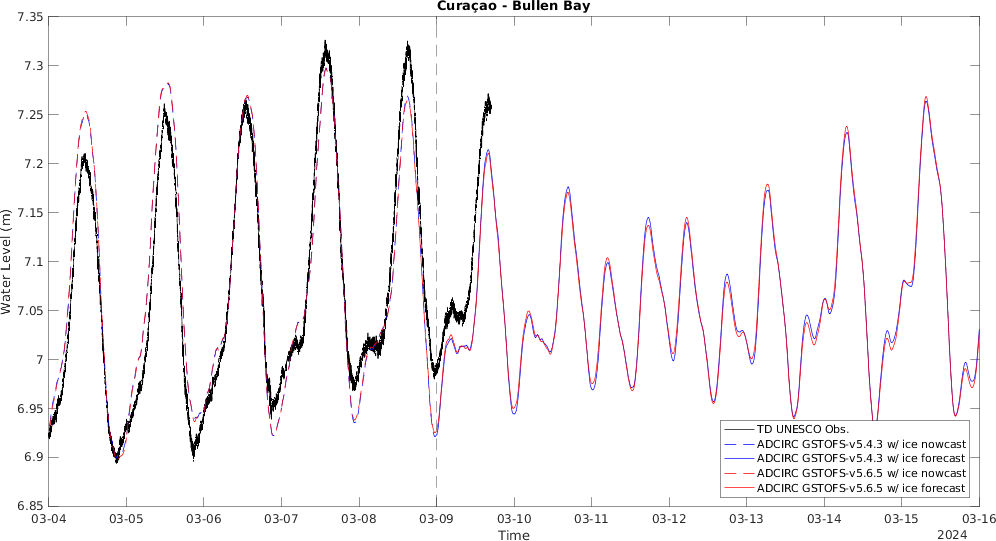 Curaçao - Bullen Bay
Water Level (m)
7.35
7.3
7.25
7.2
7.15
7.1
7.05
7
6.95
6.9
6.85
03-04 03-05 03-06 03-07 03-08 03-09 03-10 03-11 03-12 03-13 03-14 03-15 03-16
Time
2024
TD UNESCO Obs.
ADCIRC GSTOFS-v5.4.3 w/ ice nowcast
ADCIRC GSTOFS-v5.4.3 w/ ice forecast
ADCIRC GSTOFS-v5.6.5 w/ ice nowcast
ADCIRC GSTOFS-v5.6.5 w/ ice forecast